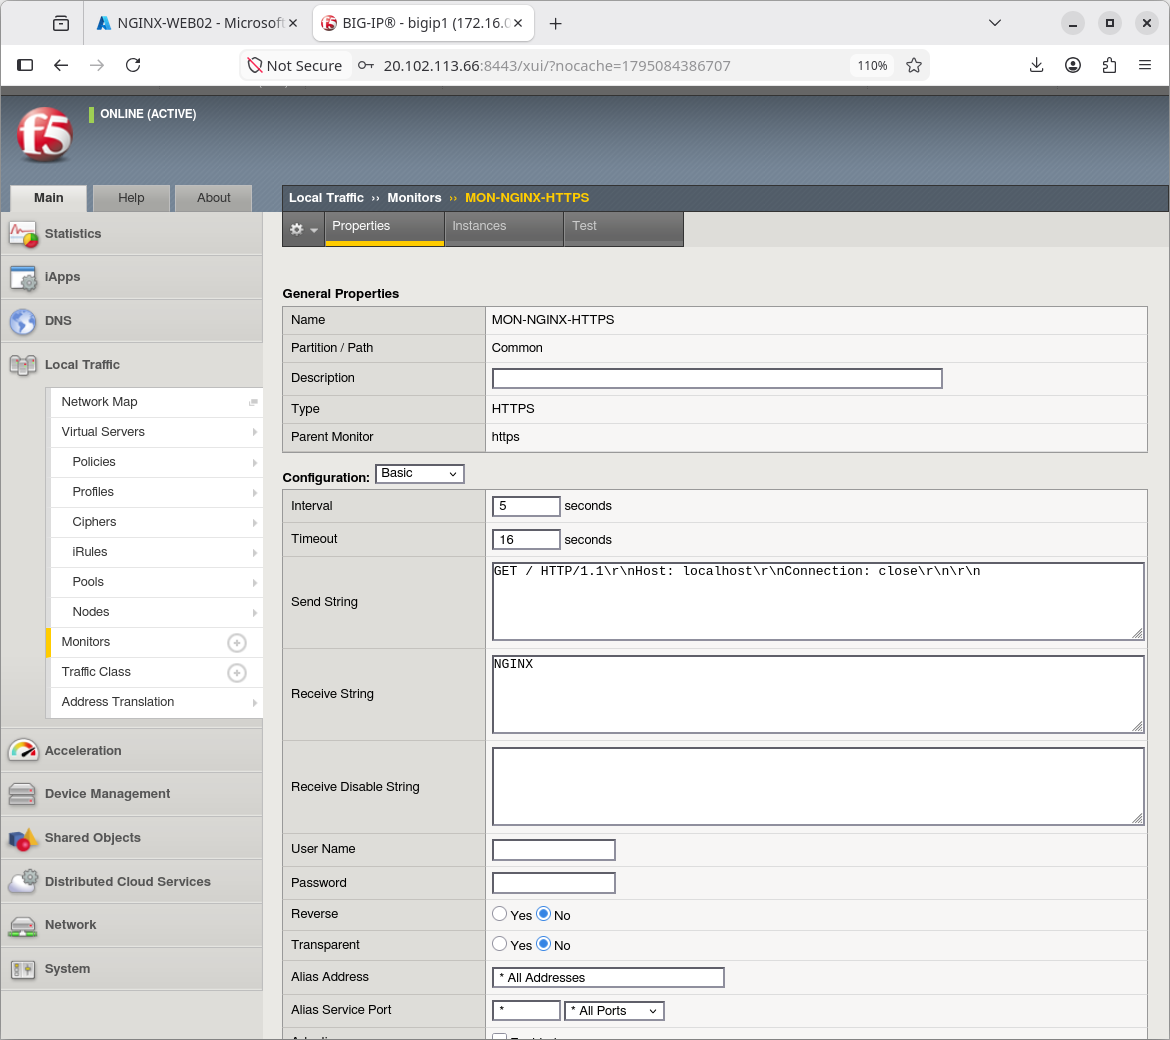 NGINX-WEB02 - Microsoft
BIG-IP® - bigip1 (172.16.0
Not Secure
20.102.113.66:8443/xui/?nocache=1795084386707
110%
f5
ONLINE (ACTIVE)
Main
Help
About
Local Traffic ›› Monitors ›› MON-NGINX-HTTPS
Properties
Instances
Test
Statistics
iApps
DNS
Local Traffic
Network Map
Virtual Servers
Policies
Profiles
Ciphers
iRules
Pools
Nodes
Monitors
Traffic Class
Address Translation
Acceleration
Device Management
Shared Objects
Distributed Cloud Services
Network
System
General Properties
Name MON-NGINX-HTTPS
Partition / Path Common
Description
Type HTTPS
Parent Monitor https
Configuration: Basic
Interval 5 seconds
Timeout 16 seconds
Send String GET / HTTP/1.1\r\nHost: localhost\r\nConnection: close\r\n\r\n
Receive String NGINX
Receive Disable String
User Name
Password
Reverse Yes No
Transparent Yes No
Alias Address * All Addresses
Alias Service Port * * All Ports